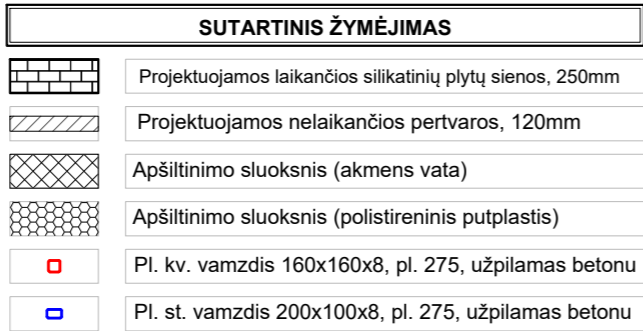 SUTARTINIS ŽYMĖJIMAS
Projektuojamos laikančios silikatinių plytų sienos, 250mm
Projektuojamos nelaikančios pertvaros, 120mm
Apšiltinimo sluoksnis (akmens vata)
Apšiltinimo sluoksnis (polistireninis putplastis)
Pl. kv. vamzdis 160x160x8, pl. 275, užpilamas betonu
Pl. st. vamzdis 200x100x8, pl. 275, užpilamas betonu